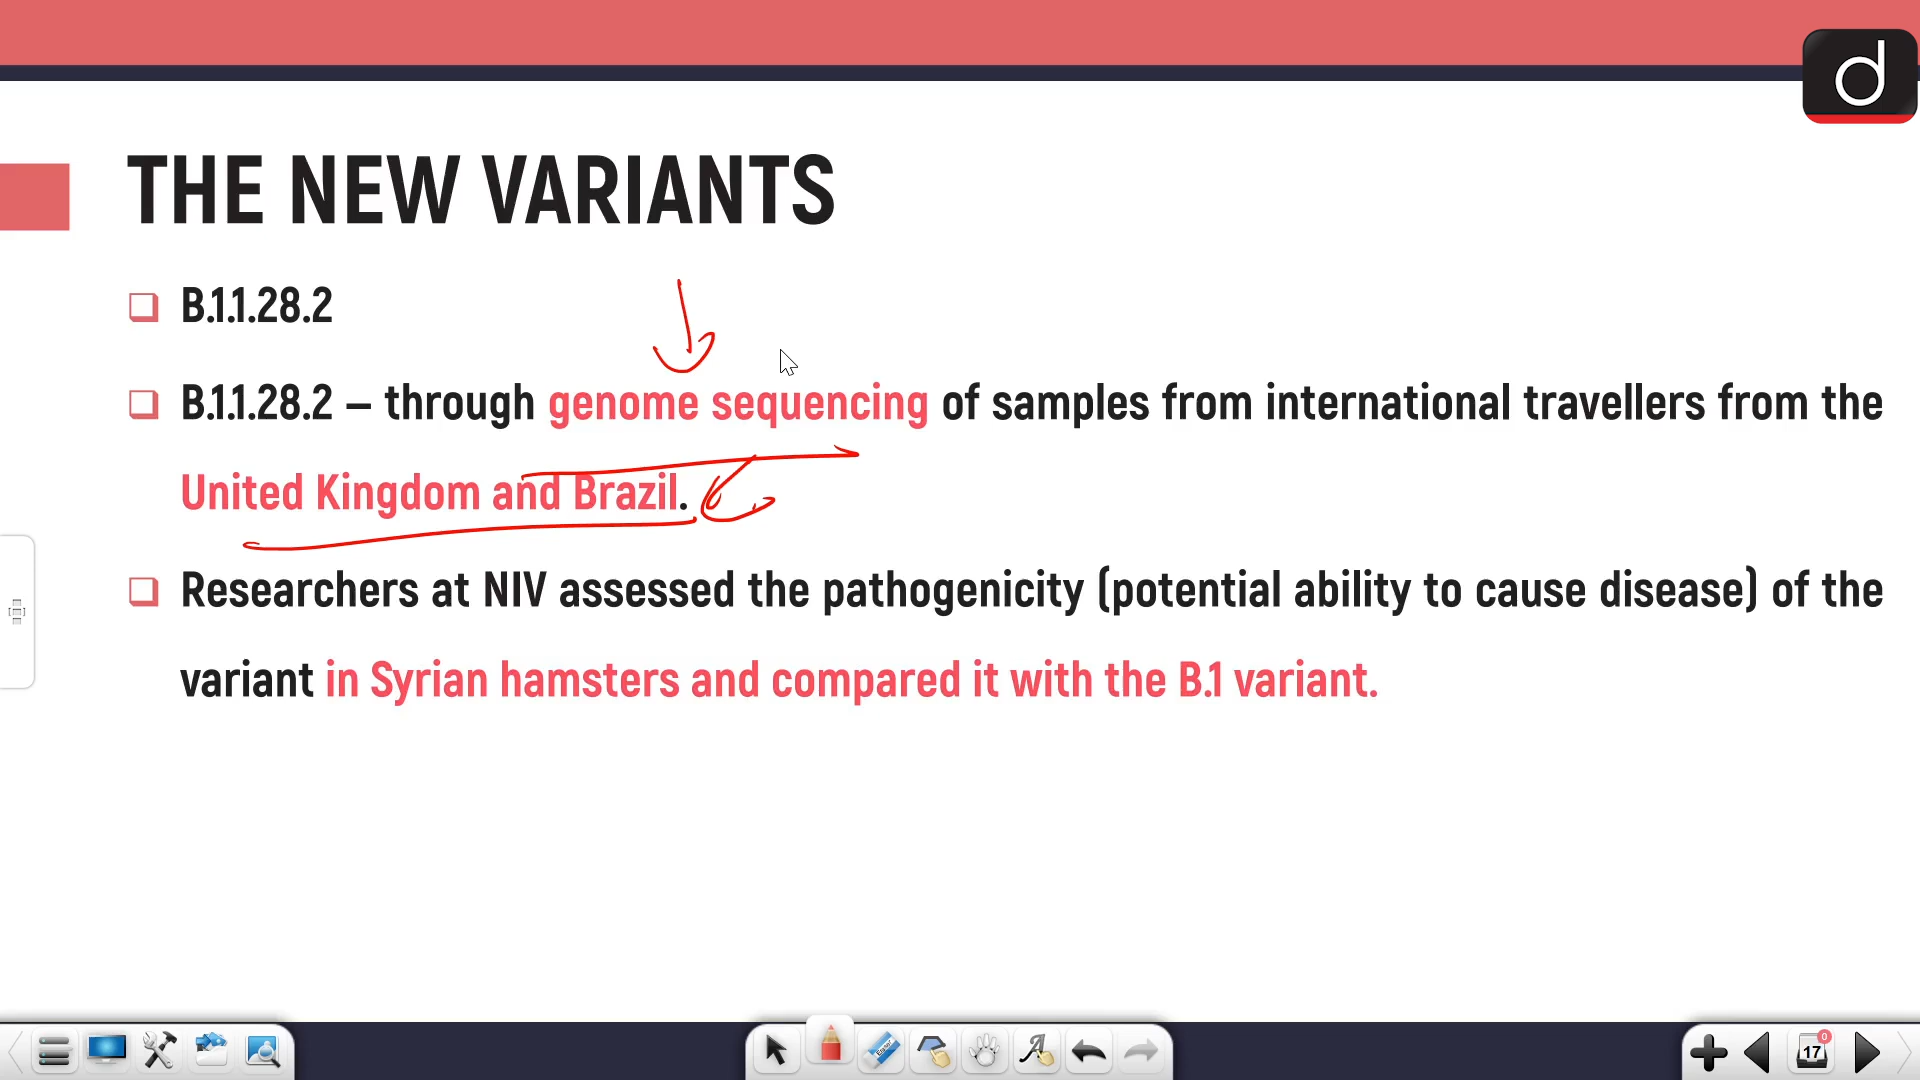 d
THE NEW VARIANTS
B.1.1.28.2
B.1.1.28.2 – through genome sequencing of samples from international travellers from the
United Kingdom and Brazil.
Researchers at NIV assessed the pathogenicity (potential ability to cause disease) of the
variant in Syrian hamsters and compared it with the B.1 variant.
17
0